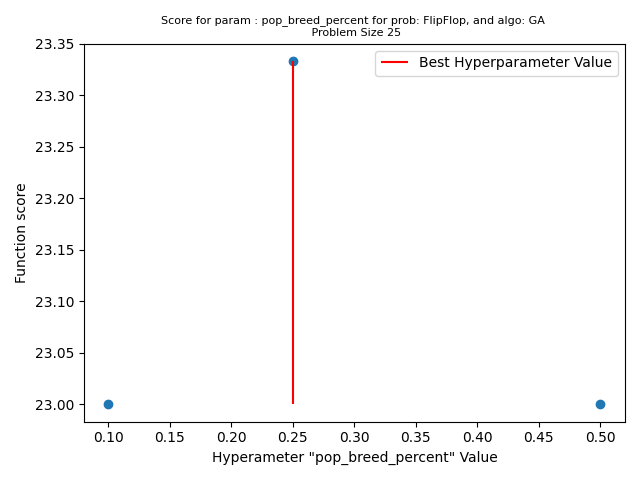 Score for param : pop_breed_percent for prob: FlipFlop, and algo: GA
Problem Size 25
Best Hyperparameter Value
Function score
23.35
23.30
23.25
23.20
23.15
23.10
23.05
23.00
0.10 0.15 0.20 0.25 0.30 0.35 0.40 0.45 0.50
Hyperameter "pop_breed_percent" Value